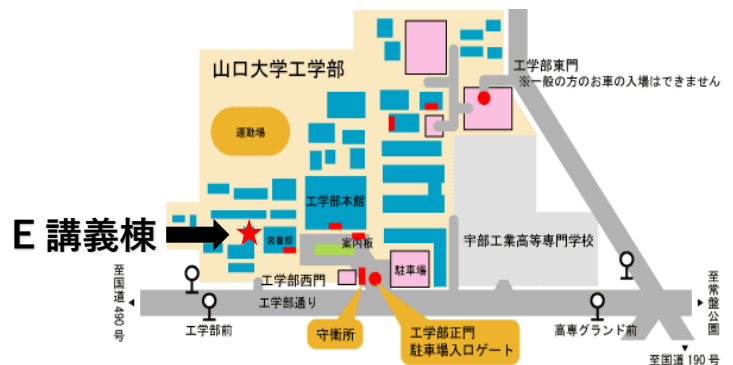 山口大学工学部
工学部東門
※一般の方のお車の入場はできません
運動場
工学部本館
E 講義棟
図書館
案内板
宇部工業高等専門学校
駐車場
工学部西門
至国道490号
工学部通り
至常盤公園
工学部前
守衛所
工学部正門
駐車場入口ゲート
高専グランド前
至国道190号